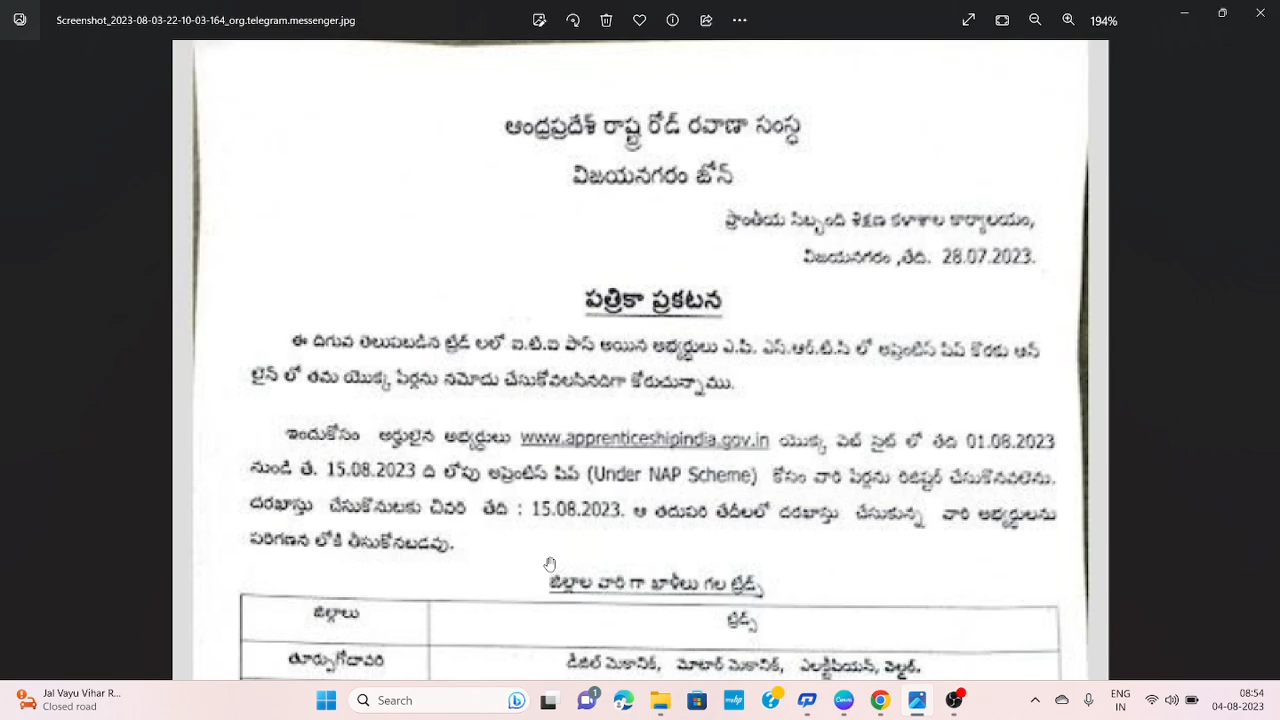 Screenshot_2023-08-03-22-10-03-164_org.telegram.messenger.jpg
194%
ఆంధ్రప్రదేశ్ రాష్ట్ర రోడ్ రవాణా సంస్థ
విజయనగరం జోన్
ప్రాంతీయ సిబ్బంది శిక్షణ కళాశాల కార్యాలయం,
విజయనగరం ,తేది. 28.07.2023.
పత్రికా ప్రకటన
ఈ దిగువ తెలుపబడిన ట్రేడ్ లలో ఐ.టి.ఐ పాస్ అయిన అభ్యర్ధులు ఎ.పి. ఎస్.ఆర్.టి.సి లో అప్రెంటిస్ షిప్ కొరకు ఆన్
లైన్ లో తమ యొక్క పేర్లను నమోదు చేసుకోవలసినదిగా కోరుచున్నాము.
ఇందుకోసం అర్హులైన అభ్యర్ధులు www.apprenticeshipindia.gov.in యొక్క వెబ్ సైట్ లో తేది 01.08.2023
నుండి తే. 15.08.2023 ది లోపు అప్రెంటిస్ షిప్ (Under NAP Scheme) కోసం వారి పేర్లను రిజిష్టర్ చేసుకొనవలెను.
దరఖాస్తు చేసుకొనుటకు చివరి తేది : 15.08.2023. ఆ తదుపరి తేదీలలో దరఖాస్తు చేసుకున్న వారి అభ్యర్ధులను
పరిగణన లోకి తీసుకోనబడవు.
జిల్లాల వారి గా ఖాళీలు గల ట్రేడ్స్
జిల్లాలు ట్రేడ్స్
తూర్పుగోదావరి డీజిల్ మెకానిక్, మోటార్ మెకానిక్, ఎలక్ట్రీషియన్, వెల్డర్.
Jal Vayu Vihar R...
Closed road
Search
1
hp
ENG
IN
08:54
04-08-2023